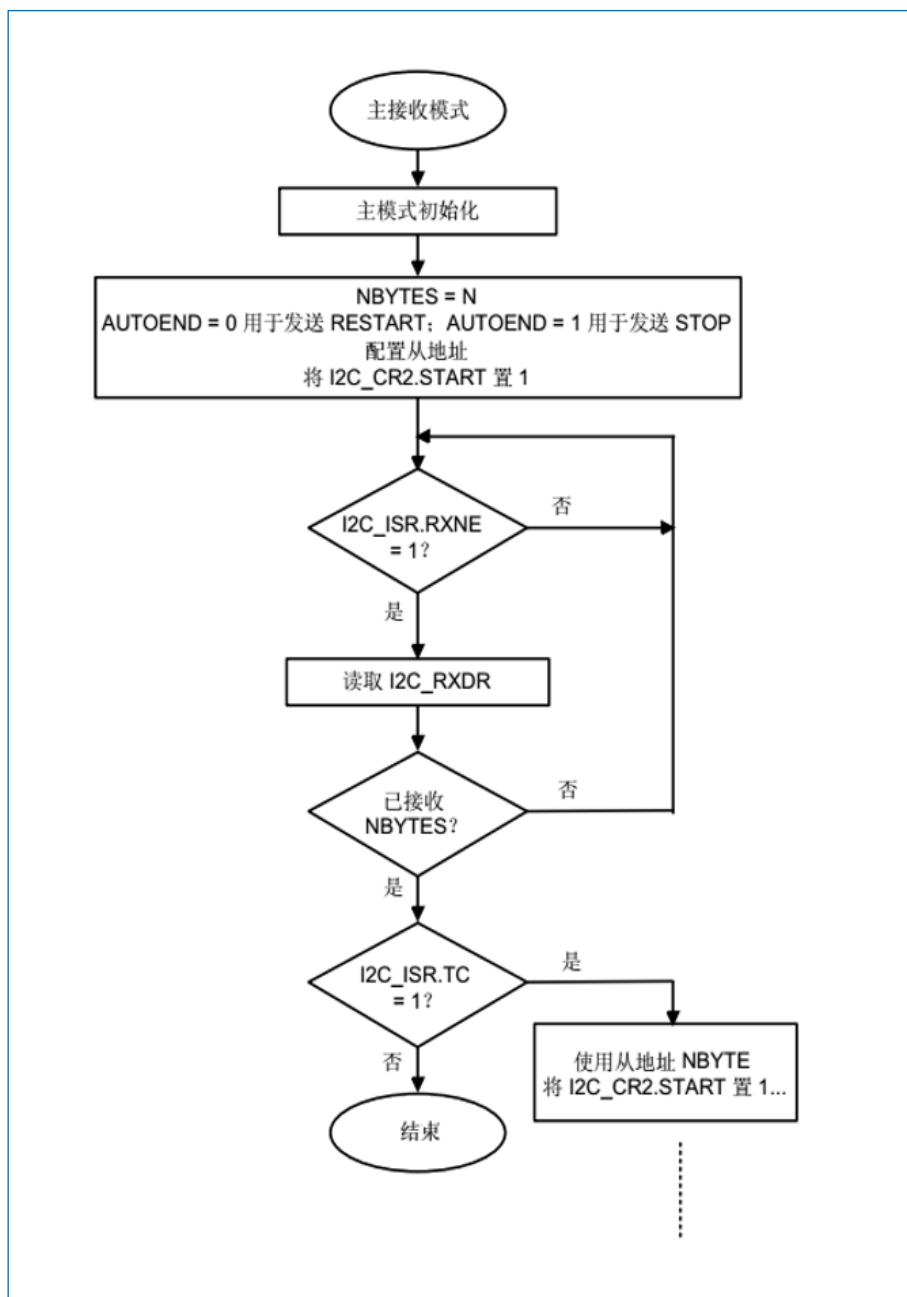 主接收模式
主模式初始化
NBYTES = N
AUTOEND = 0 用于发送 RESTART；AUTOEND = 1 用于发送 STOP
配置从地址
将 I2C_CR2.START 置 1
I2C_ISR.RXNE
= 1？
否
是
读取 I2C_RXDR
已接收
NBYTES？
否
是
I2C_ISR.TC
= 1？
是
否
使用从地址 NBYTE
将 I2C_CR2.START 置 1...
结束